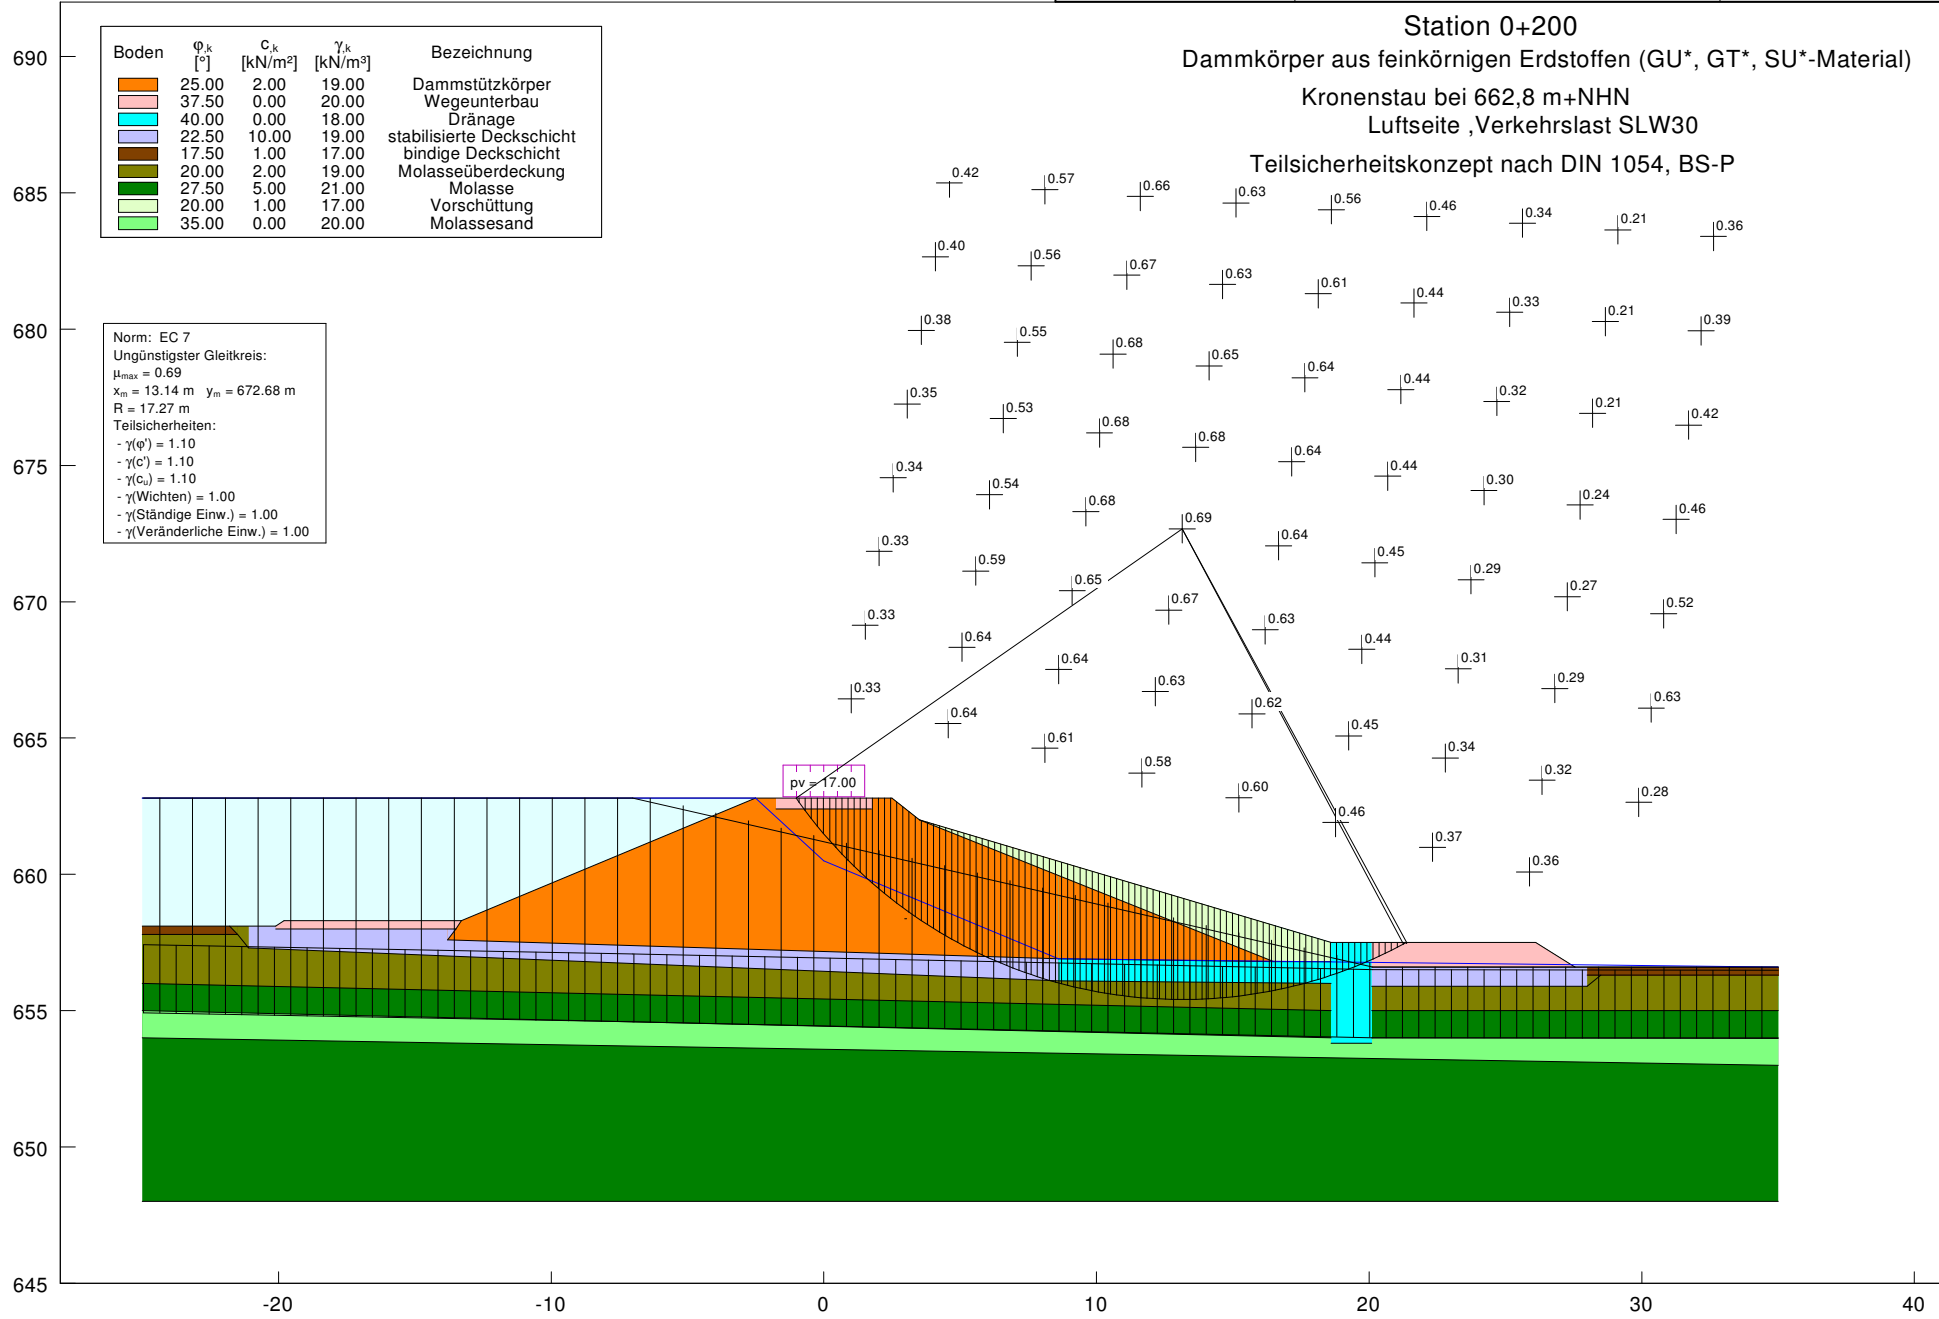 Station 0+200
Dammkörper aus feinkörnigen Erdstoffen (GU*, GT*, SU*-Material)
Kronenstau bei 662,8 m+NHN
Luftseite ,Verkehrslast SLW30
Teilsicherheitskonzept nach DIN 1054, BS-P
Boden φ,k [°] c,k [kN/m²] γ,k [kN/m³] Bezeichnung
25.00 2.00 19.00 Dammstützkörper
37.50 0.00 20.00 Wegeunterbau
40.00 0.00 18.00 Dränage
22.50 10.00 19.00 stabilisierte Deckschicht
17.50 1.00 17.00 bindige Deckschicht
20.00 2.00 19.00 Molasseüberdeckung
27.50 5.00 21.00 Molasse
20.00 1.00 17.00 Vorschüttung
35.00 0.00 20.00 Molassesand
Norm: EC 7
Ungünstigster Gleitkreis:
μmax = 0.69
xm = 13.14 m ym = 672.68 m
R = 17.27 m
Teilsicherheiten:
- γ(φ') = 1.10
- γ(c') = 1.10
- γ(cu) = 1.10
- γ(Wichten) = 1.00
- γ(Ständige Einw.) = 1.00
- γ(Veränderliche Einw.) = 1.00
0.42 0.57 0.66 0.63 0.56 0.46 0.34 0.21 0.36
0.40 0.56 0.67 0.63 0.61 0.44 0.33 0.21 0.39
0.38 0.55 0.68 0.65 0.64 0.44 0.32 0.21 0.42
0.35 0.53 0.68 0.68 0.64 0.44 0.30 0.24 0.46
0.34 0.54 0.68 0.69 0.64 0.45 0.29 0.27 0.52
0.33 0.59 0.65 0.67 0.63 0.44 0.31 0.29 0.63
0.33 0.64 0.64 0.63 0.62 0.45 0.34 0.32 0.28
0.33 0.64 0.61 0.58 0.60 0.46 0.37 0.36
pv = 17.00
690
685
680
675
670
665
660
655
650
645
-20 -10 0 10 20 30 40